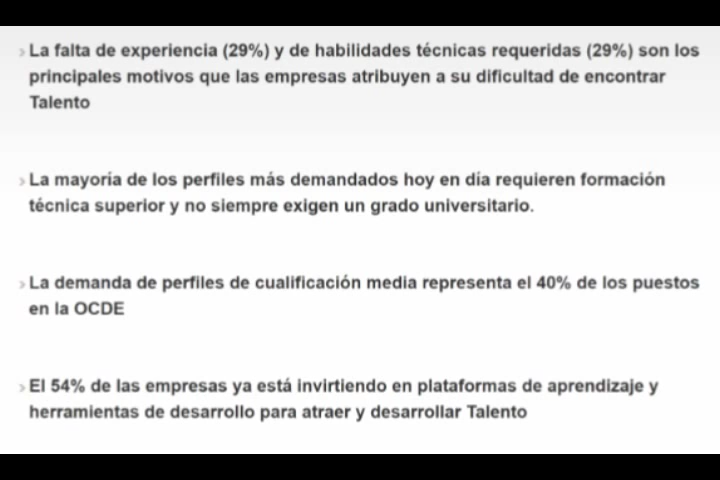 › La falta de experiencia (29%) y de habilidades técnicas requeridas (29%) son los
principales motivos que las empresas atribuyen a su dificultad de encontrar
Talento
› La mayoría de los perfiles más demandados hoy en día requieren formación
técnica superior y no siempre exigen un grado universitario.
› La demanda de perfiles de cualificación media representa el 40% de los puestos
en la OCDE
› El 54% de las empresas ya está invirtiendo en plataformas de aprendizaje y
herramientas de desarrollo para atraer y desarrollar Talento